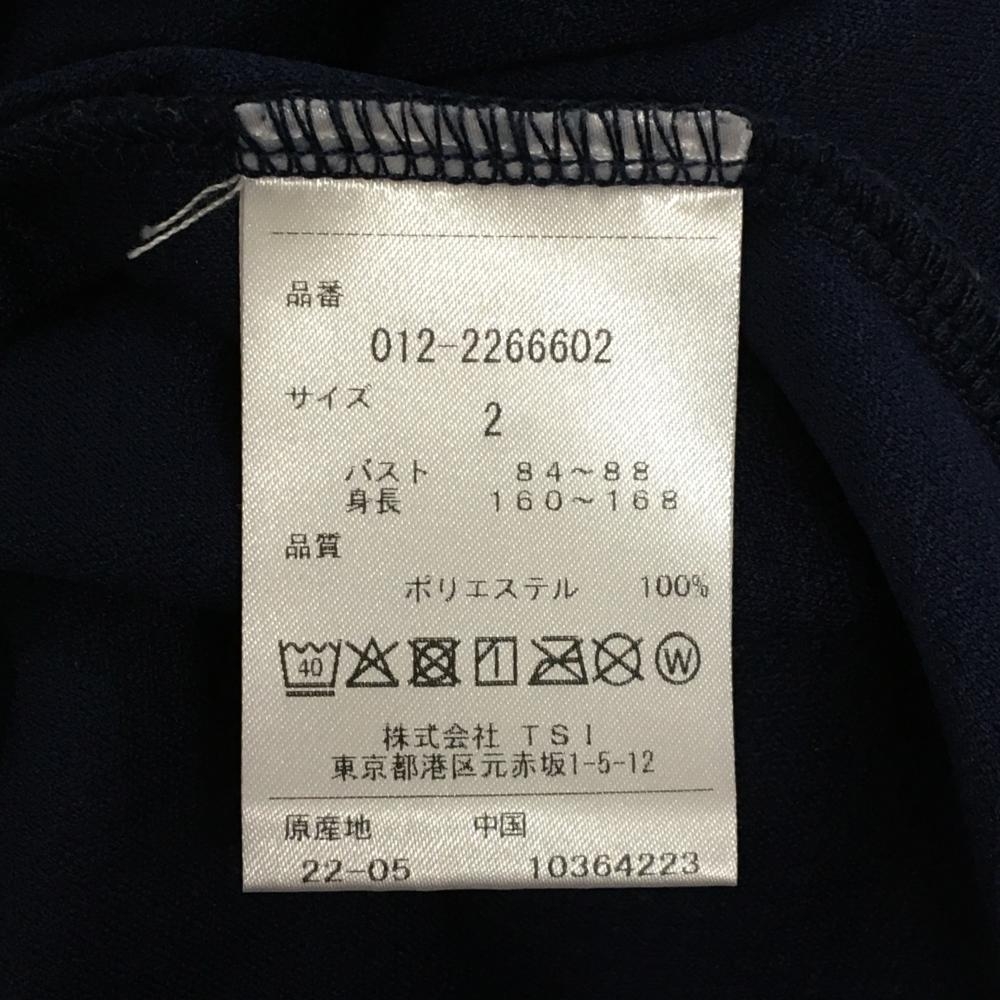 品番
012-2266602
サイズ
2
バスト 84～88
身長 160～168
品質
ポリエステル 100%
40 W
株式会社 TSI
東京都港区元赤坂1-5-12
原産地 中国
22-05 10364223